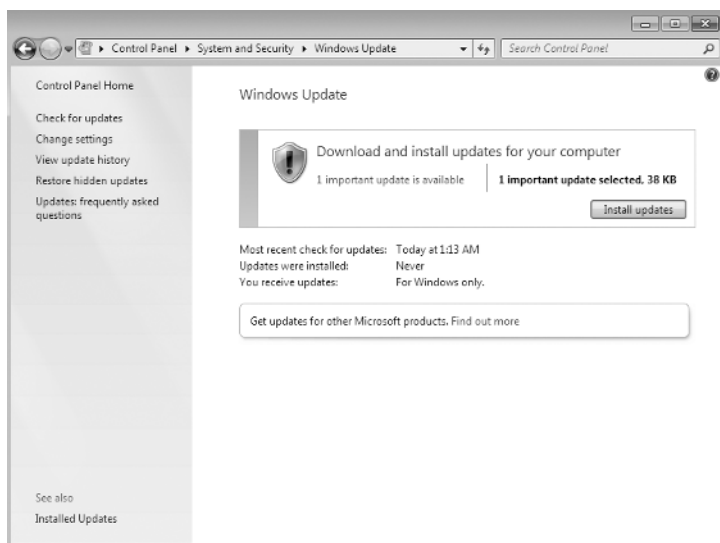 Control Panel ▸ System and Security ▸ Windows Update
Search Control Panel
Control Panel Home
Check for updates
Change settings
View update history
Restore hidden updates
Updates: frequently asked
questions
See also
Installed Updates
Windows Update
Download and install updates for your computer
1 important update is available
1 important update selected, 38 KB
Install updates
Most recent check for updates: Today at 1:13 AM
Updates were installed: Never
You receive updates: For Windows only.
Get updates for other Microsoft products. Find out more